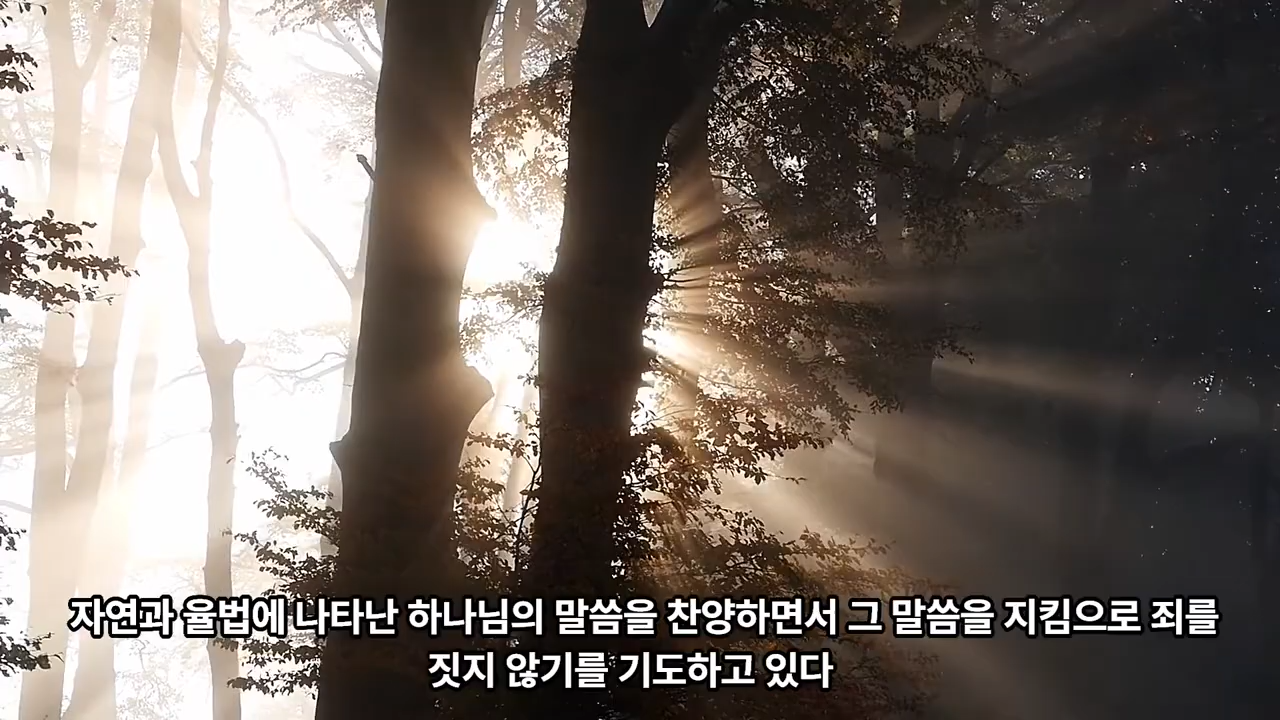 자연과 율법에 나타난 하나님의 말씀을 찬양하면서 그 말씀을 지킴으로 죄를
짓지 않기를 기도하고 있다